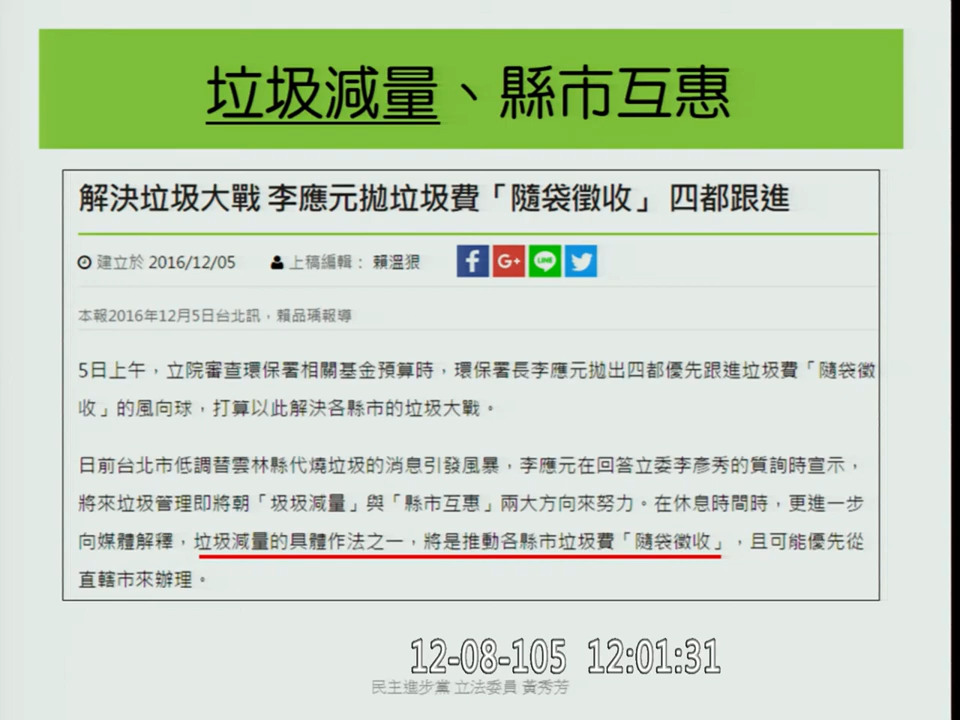 垃圾減量、縣市互惠
解決垃圾大戰 李應元拋垃圾費「隨袋徵收」 四都跟進
建立於 2016/12/05 上稿編輯： 賴溫狠
本報2016年12月5日台北訊，賴品瑀報導
5日上午，立院審查環保署相關基金預算時，環保署長李應元拋出四都優先跟進垃圾費「隨袋徵
收」的風向球，打算以此解決各縣市的垃圾大戰。
日前台北市低調替雲林縣代燒垃圾的消息引發風暴，李應元在回答立委李彥秀的質詢時宣示，
將來垃圾管理即將朝「圾圾減量」與「縣市互惠」兩大方向來努力。在休息時間時，更進一步
向媒體解釋，垃圾減量的具體作法之一，將是推動各縣市垃圾費「隨袋徵收」，且可能優先從
直轄市來辦理。
12-08-105 12:01:31
民主進步黨 立法委員 黃秀芳